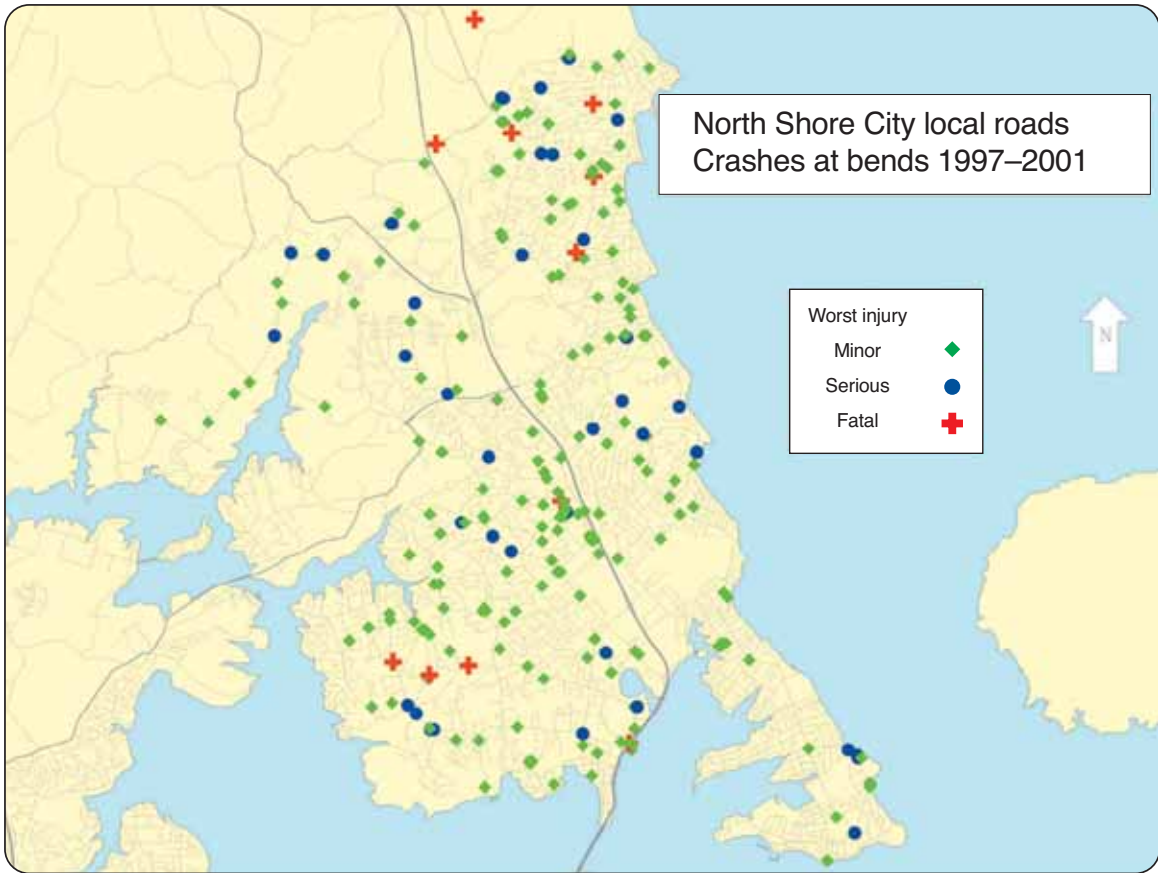 North Shore City local roads
Crashes at bends 1997–2001
Worst injury
Minor
Serious
Fatal
N